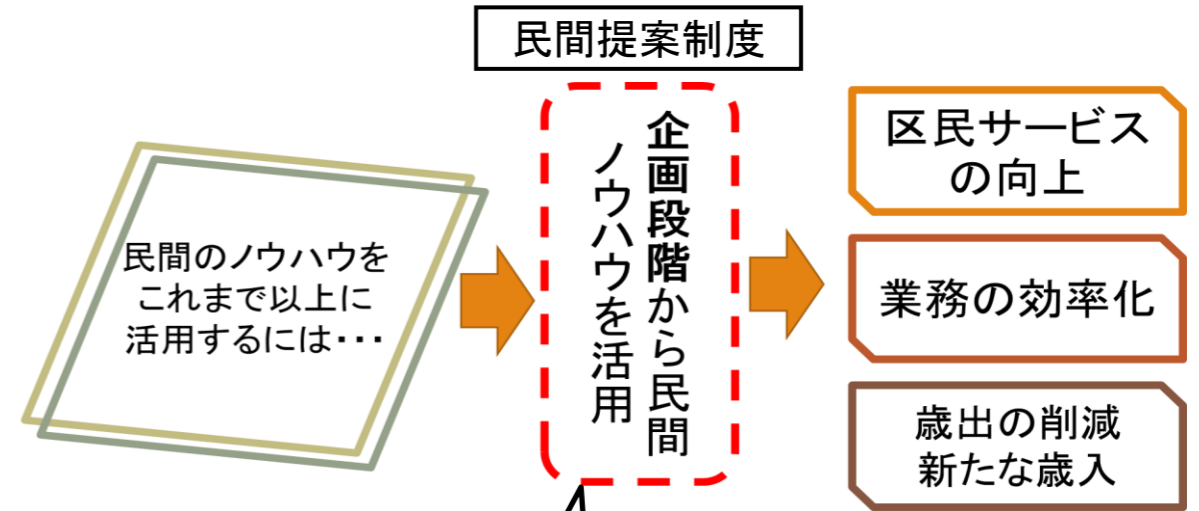 民間提案制度
民間のノウハウを
これまで以上に
活用するには・・・
企画段階から民間
ノウハウを活用
区民サービス
の向上
業務の効率化
歳出の削減
新たな歳入